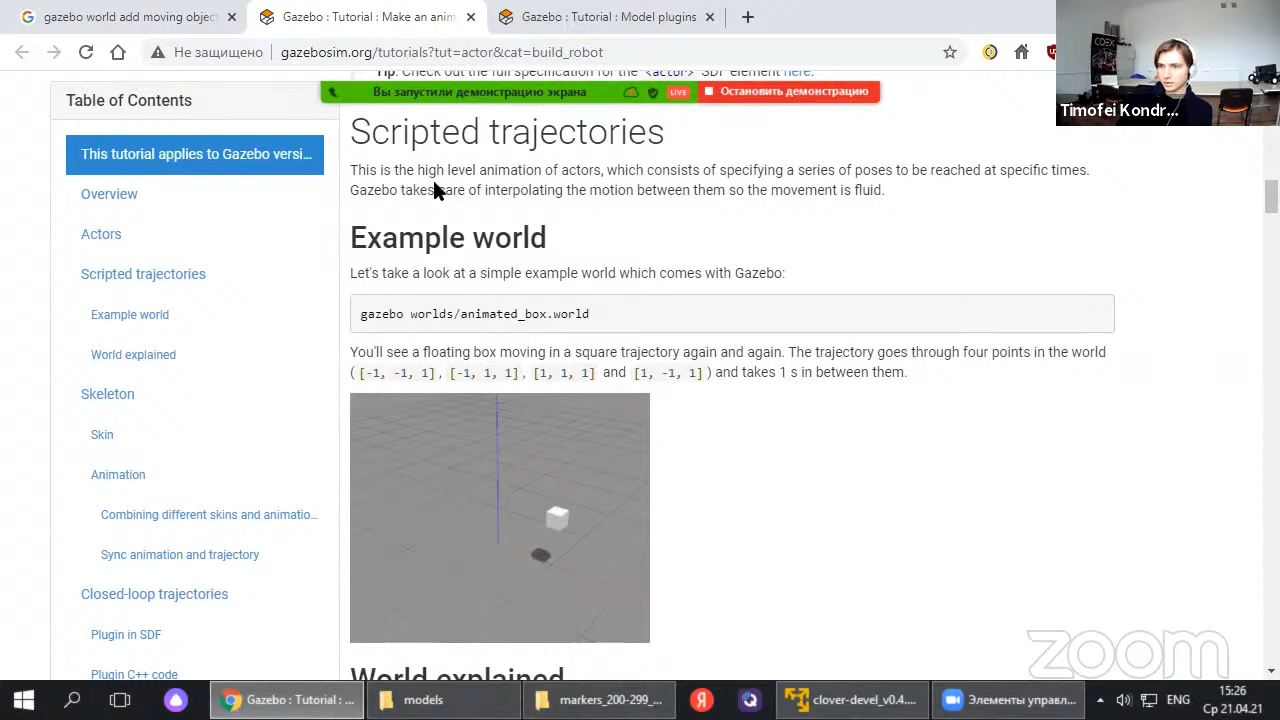 gazebo world add moving objec
Gazebo : Tutorial : Make an anim
Gazebo : Tutorial : Model plugins
Не защищено
gazebosim.org/tutorials?tut=actor&cat=build_robot
Timofei Kondr...
Tip: Check out the full specification for the <actor> SDF element here.
Вы запустили демонстрацию экрана
LIVE
Остановить демонстрацию
Table of Contents
This tutorial applies to Gazebo versi...
Overview
Actors
Scripted trajectories
Example world
World explained
Skeleton
Skin
Animation
Combining different skins and animatio...
Sync animation and trajectory
Closed-loop trajectories
Plugin in SDF
Plugin C++ code
Scripted trajectories
This is the high level animation of actors, which consists of specifying a series of poses to be reached at specific times.
Gazebo takes care of interpolating the motion between them so the movement is fluid.
Example world
Let's take a look at a simple example world which comes with Gazebo:
gazebo worlds/animated_box.world
You'll see a floating box moving in a square trajectory again and again. The trajectory goes through four points in the world
( [-1, -1, 1], [-1, 1, 1], [1, 1, 1] and [1, -1, 1] ) and takes 1 s in between them.
World explained
zoom
Gazebo : Tutorial : ...
models
markers_200-299_...
clover-devel_v0.4....
Элементы управл...
ENG
15:26
Ср 21.04.21